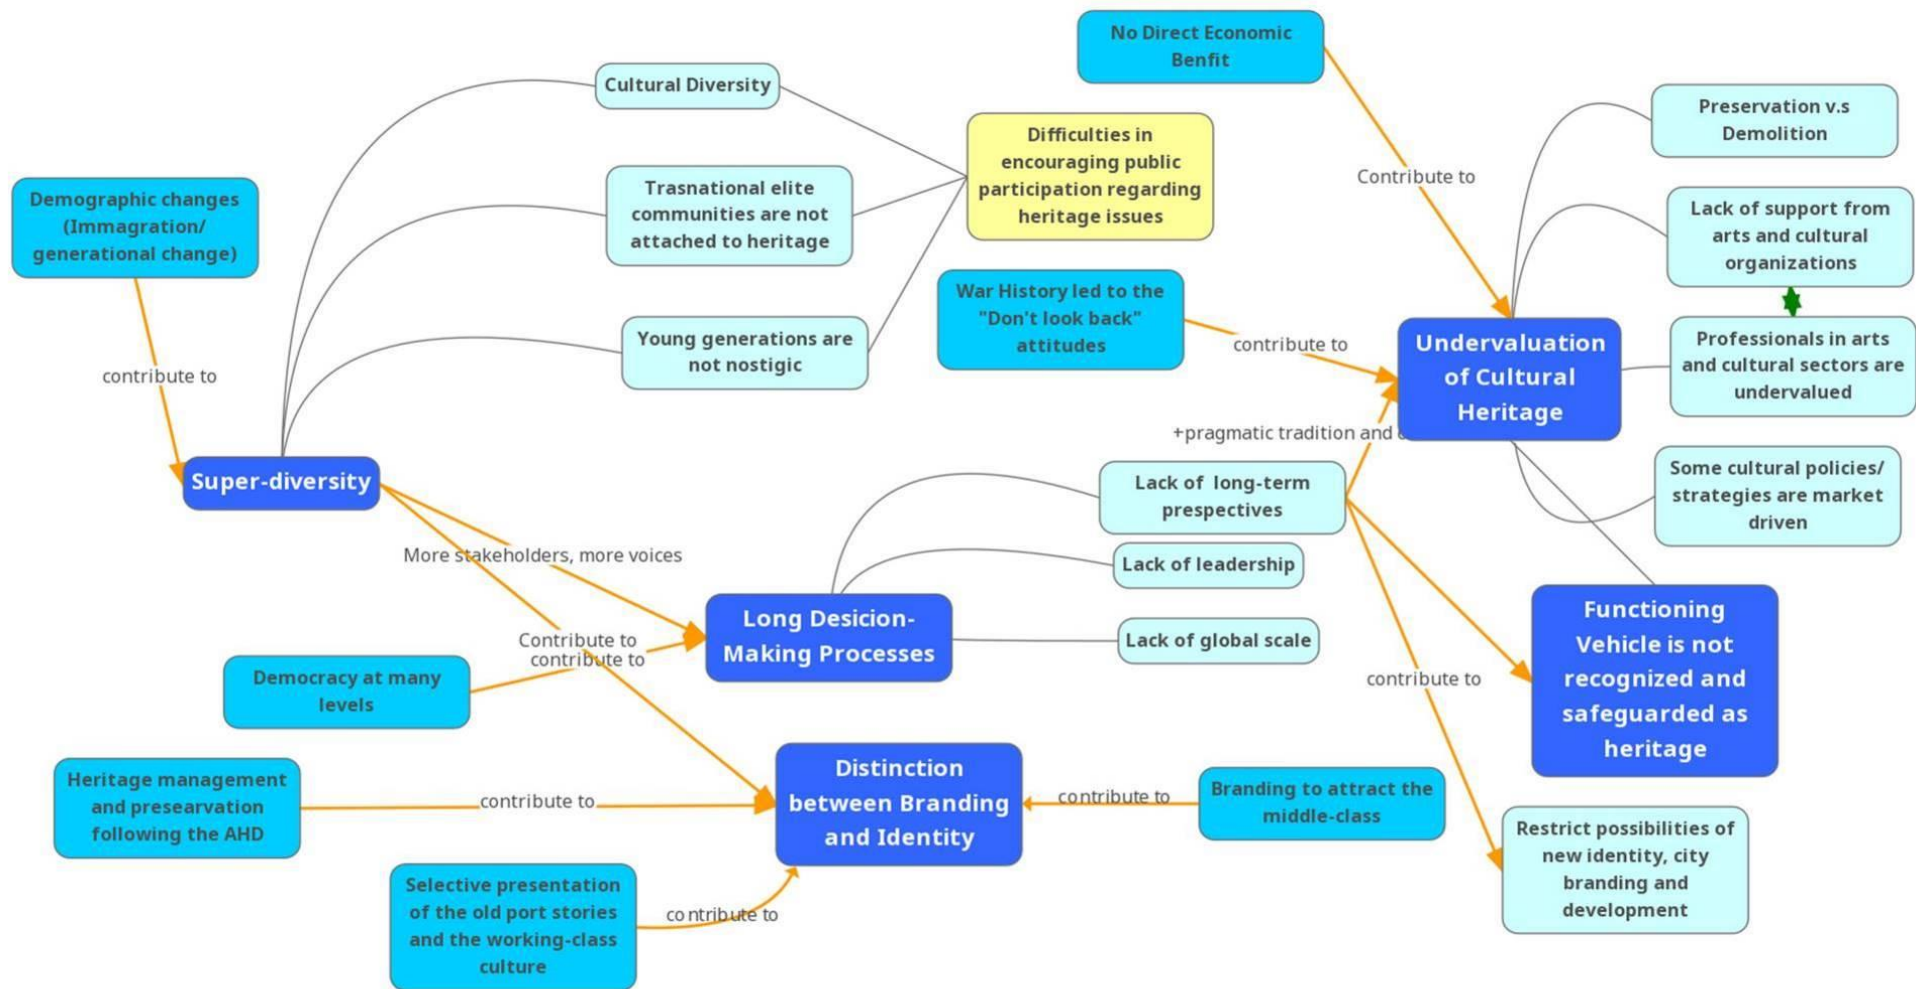 No Direct Economic
Benfit
Cultural Diversity
Preservation v.s
Demolition
Difficulties in
encouraging public
participation regarding
heritage issues
Demographic changes
(Immagration/
generational change)
Trasnational elite
communities are not
attached to heritage
Contribute to
Lack of support from
arts and cultural
organizations
War History led to the
"Don't look back"
attitudes
contribute to
Young generations are
not nostigic
Undervaluation
of Cultural
Heritage
Professionals in arts
and cultural sectors are
undervalued
contribute to
+pragmatic tradition and
Super-diversity
Lack of long-term
prespectives
Some cultural policies/
strategies are market
driven
More stakeholders, more voices
Lack of leadership
Long Desicion-
Making Processes
Lack of global scale
Functioning
Vehicle is not
recognized and
safeguarded as
heritage
Contribute to
contribute to
Democracy at many
levels
contribute to
Heritage management
and presearvation
following the AHD
contribute to
Distinction
between Branding
and Identity
contribute to
Branding to attract the
middle-class
Restrict possibilities of
new identity, city
branding and
development
Selective presentation
of the old port stories
and the working-class
culture
contribute to